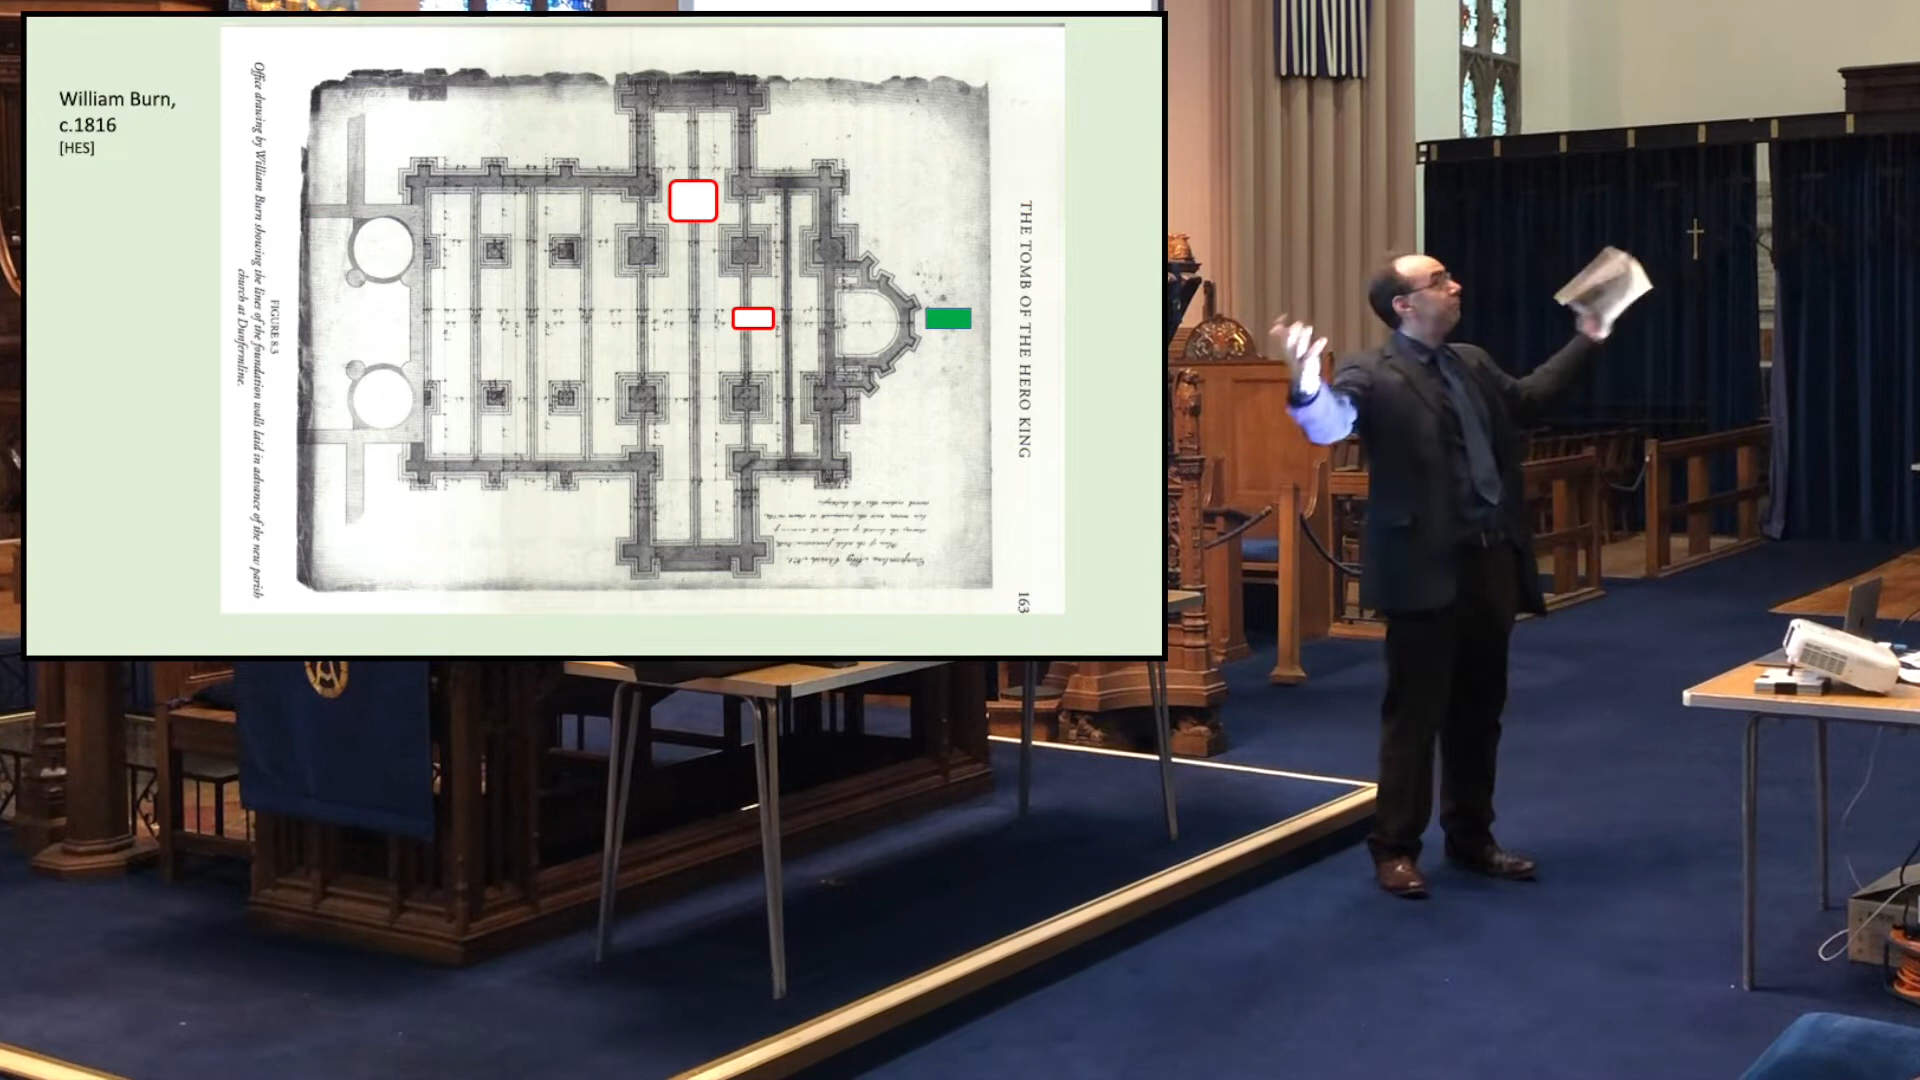 William Burn,
c.1816
[HES]
THE TOMB OF THE HERO KING
163
FIGURE 8.3
Office drawing by William Burn showing the lines of the foundation walls laid in advance of the new parish
church at Dunfermline.